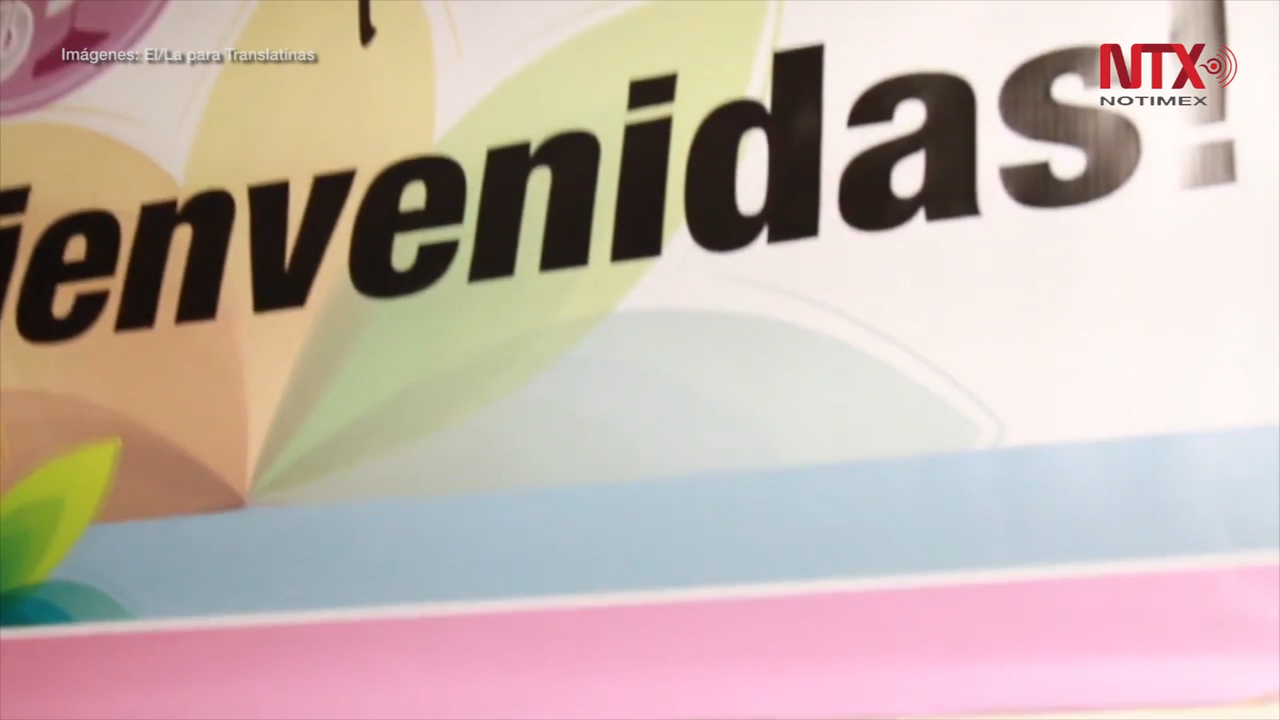 Imágenes: El/La para Translatinas
NTX
NOTIMEX
ienvenidas!